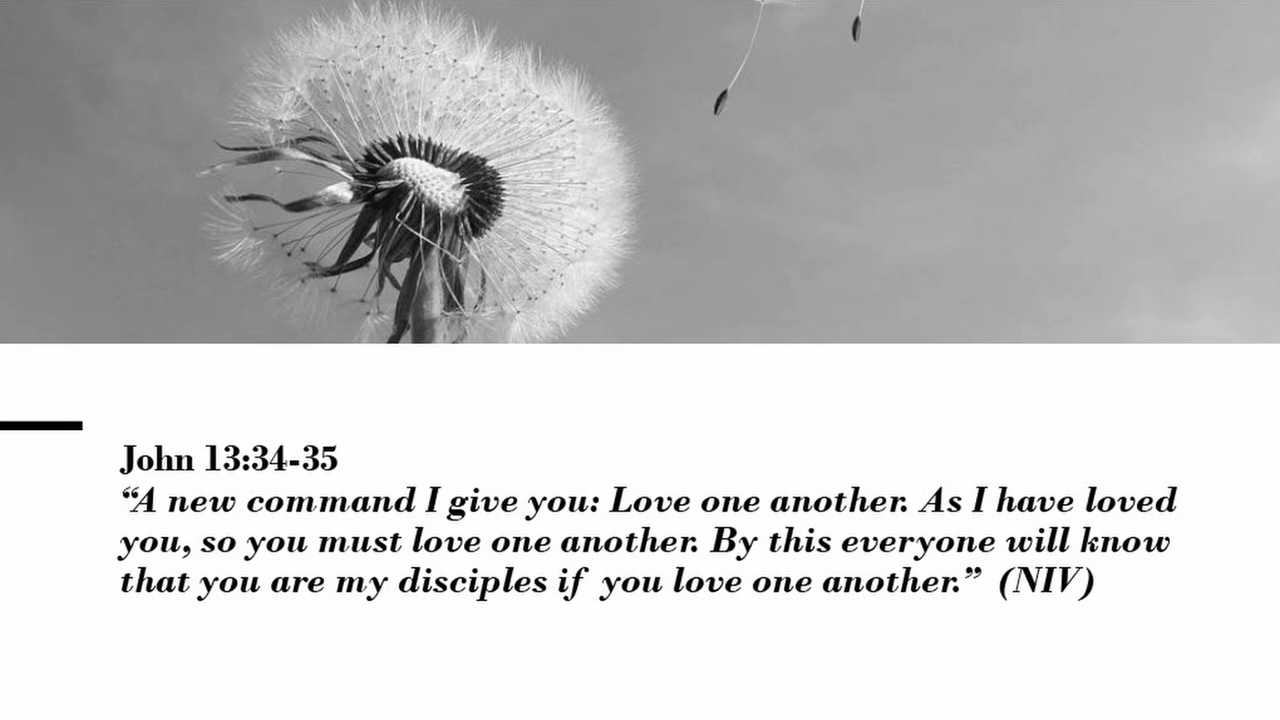 John 13:34-35
“A new command I give you: Love one another. As I have loved
you, so you must love one another. By this everyone will know
that you are my disciples if you love one another.” (NIV)